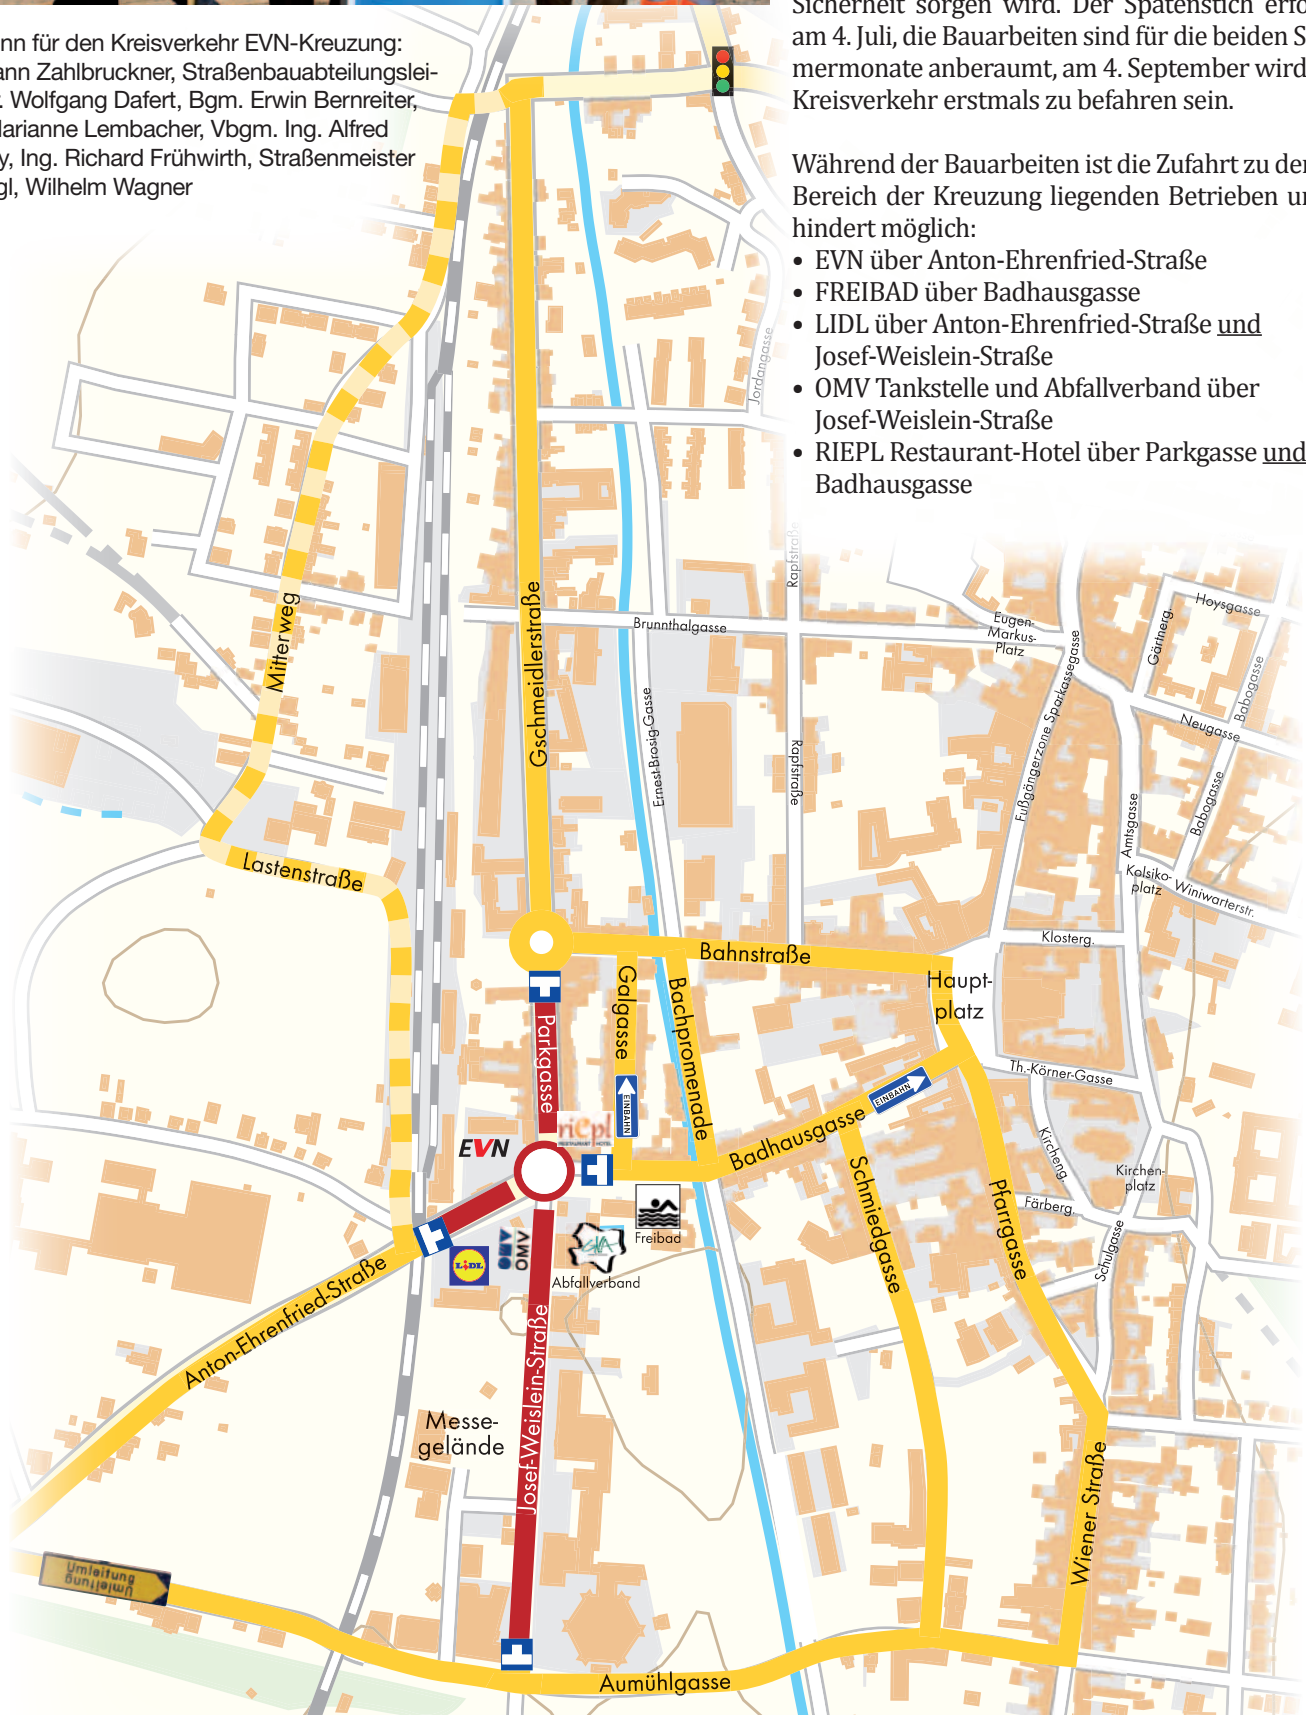 nn für den Kreisverkehr EVN-Kreuzung:
ann Zahlbruckner, Straßenbauabteilungslei-
Wolfgang Dafert, Bgm. Erwin Bernreiter,
Marianne Lembacher, Vbgm. Ing. Alfred
y, Ing. Richard Frühwirth, Straßenmeister
gl, Wilhelm Wagner
Sicherheit sorgen wird. Der Spatenstich erfo
am 4. Juli, die Bauarbeiten sind für die beiden S
mermonate anberaumt, am 4. September wird
Kreisverkehr erstmals zu befahren sein.
Während der Bauarbeiten ist die Zufahrt zu den
Bereich der Kreuzung liegenden Betrieben un
hindert möglich:
• EVN über Anton-Ehrenfried-Straße
• FREIBAD über Badhausgasse
• LIDL über Anton-Ehrenfried-Straße und
Josef-Weislein-Straße
• OMV Tankstelle und Abfallverband über
Josef-Weislein-Straße
• RIEPL Restaurant-Hotel über Parkgasse und
Badhausgasse
Jordangasse
Rapfstraße
Mitterweg
Gschmeidlerstraße
Brunnthalgasse
Eugen-
Markus-
Platz
Gärtnerg.
Hoysgasse
Babogasse
Neugasse
Fußgängerzone Sparkassegasse
Ernest-Brosig-Gasse
Rapfstraße
Amtsgasse
Babogasse
Lastenstraße
Kolsiko-
platz
Winiwarterstr.
Klosterg.
Bahnstraße
Haupt-
platz
Galgasse
Bachpromenade
Parkgasse
EINBAHN
EINBAHN
Th.-Körner-Gasse
riepl
RESTAURANT HOTEL
EVN
Badhausgasse
Kircheng.
Kirchen-
platz
Schmiedgasse
Pfarrgasse
Färberg.
Schulgasse
Freibad
OMV
LIDL
Abfallverband
Anton-Ehrenfried-Straße
Josef-Weislein-Straße
Messe-
gelände
Wiener Straße
Umleitung
Umleitung
Aumühlgasse